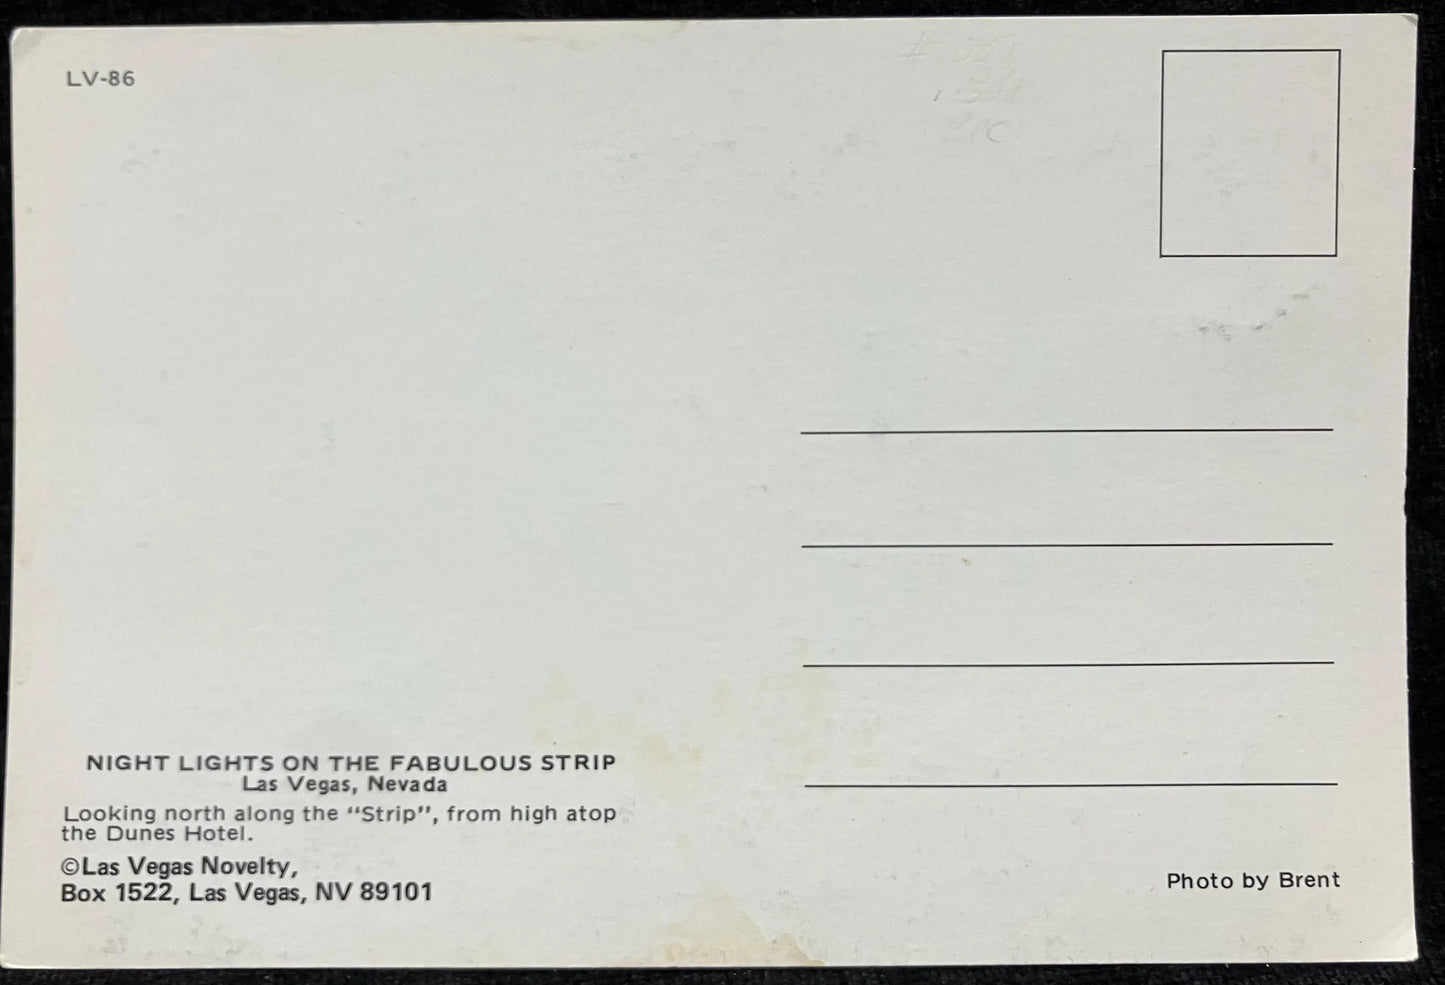 LV-86
NIGHT LIGHTS ON THE FABULOUS STRIP
Las Vegas, Nevada
Looking north along the “Strip”, from high atop
the Dunes Hotel.
©Las Vegas Novelty,
Box 1522, Las Vegas, NV 89101
Photo by Brent